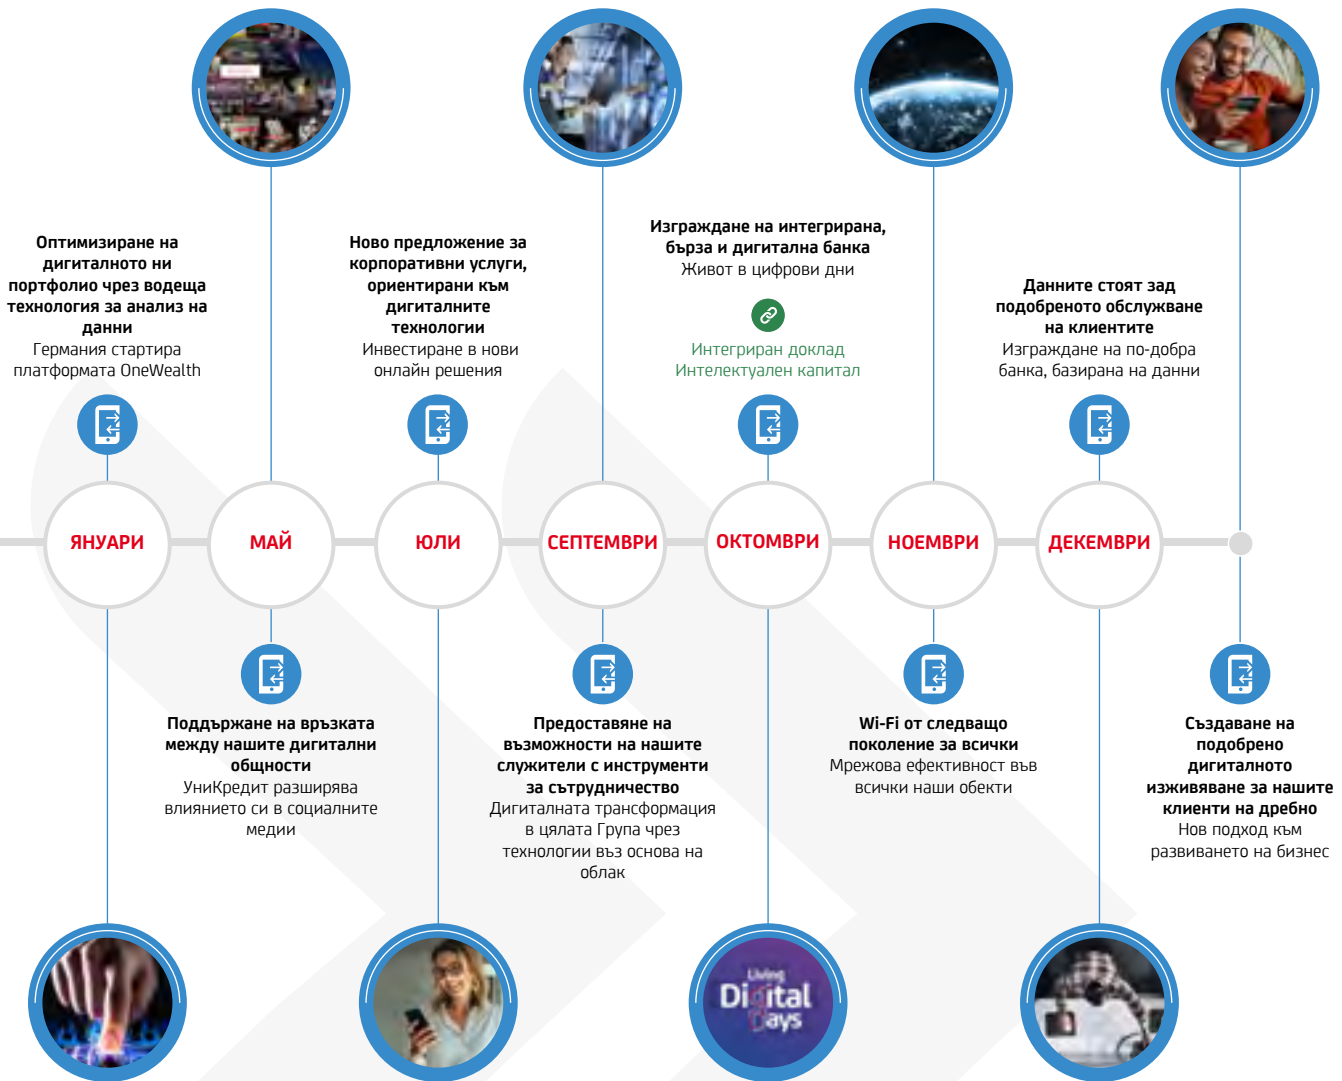 Оптимизиране на
дигиталното ни
портфолио чрез водеща
технология за анализ на
данни
Германия стартира
платформата OneWealth
Ново предложение за
корпоративни услуги,
ориентирани към
дигиталните
технологии
Инвестиране в нови
онлайн решения
Изграждане на интегрирана,
бърза и дигитална банка
Живот в цифрови дни
Интегриран доклад
Интелектуален капитал
Данните стоят зад
подобреното обслужване
на клиентите
Изграждане на по-добра
банка, базирана на данни
ЯНУАРИ
МАЙ
ЮЛИ
СЕПТЕМВРИ
ОКТОМВРИ
НОЕМВРИ
ДЕКЕМВРИ
Поддържане на връзката
между нашите дигитални
общности
УниКредит разширява
влиянието си в социалните
медии
Предоставяне на
възможности на нашите
служители с инструменти
за сътрудничество
Дигиталната трансформация
в цялата Група чрез
технологии въз основа на
облак
Wi-Fi от следващо
поколение за всички
Мрежова ефективност във
всички наши обекти
Създаване на
подобрено
дигиталното
изживяване за нашите
клиенти на дребно
Нов подход към
развиването на бизнес
Living
Digital
Days